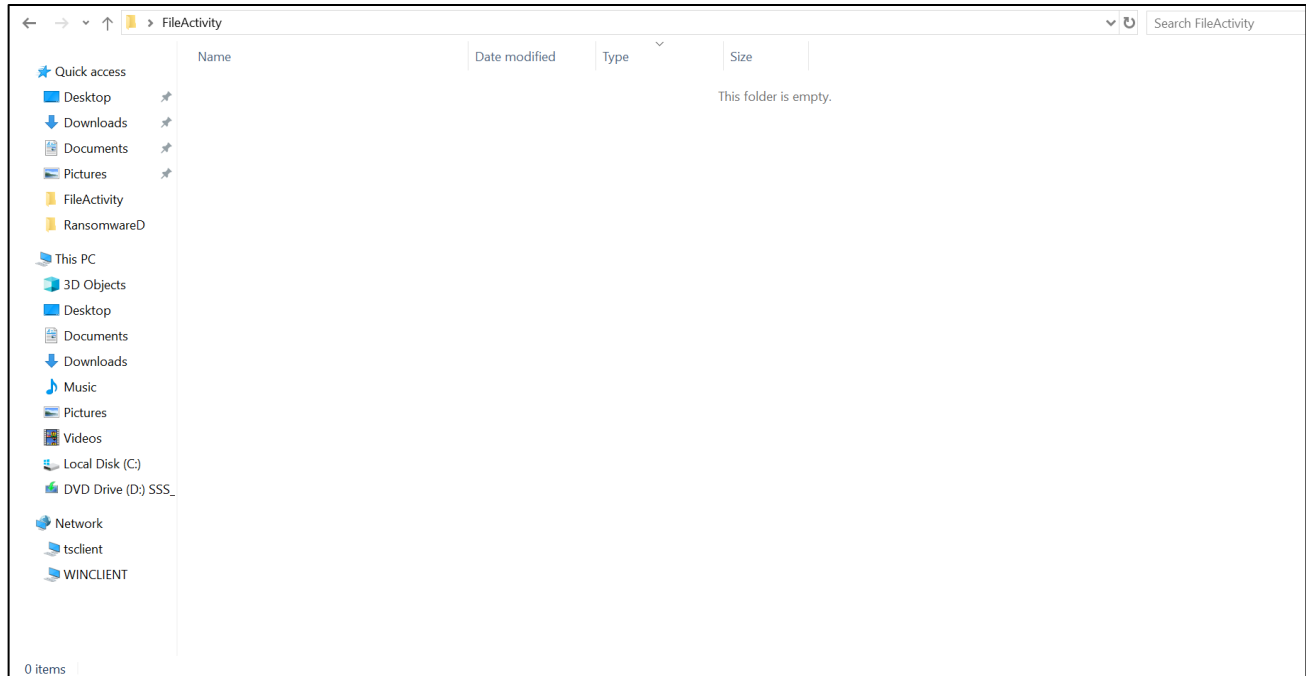 FileActivity
Search FileActivity
Name Date modified Type Size
This folder is empty.
Quick access
Desktop
Downloads
Documents
Pictures
FileActivity
RansomwareD
This PC
3D Objects
Desktop
Documents
Downloads
Music
Pictures
Videos
Local Disk (C:)
DVD Drive (D:) SSS_
Network
tsclient
WINCLIENT
0 items